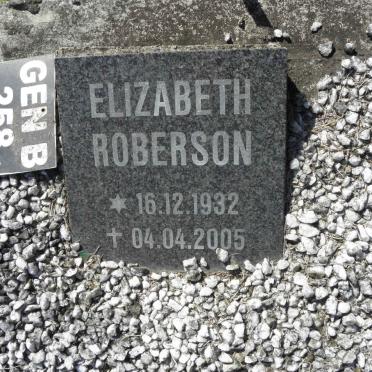 GEN B
258
ELIZABETH
ROBERSON
* 16.12.1932
† 04.04.2005